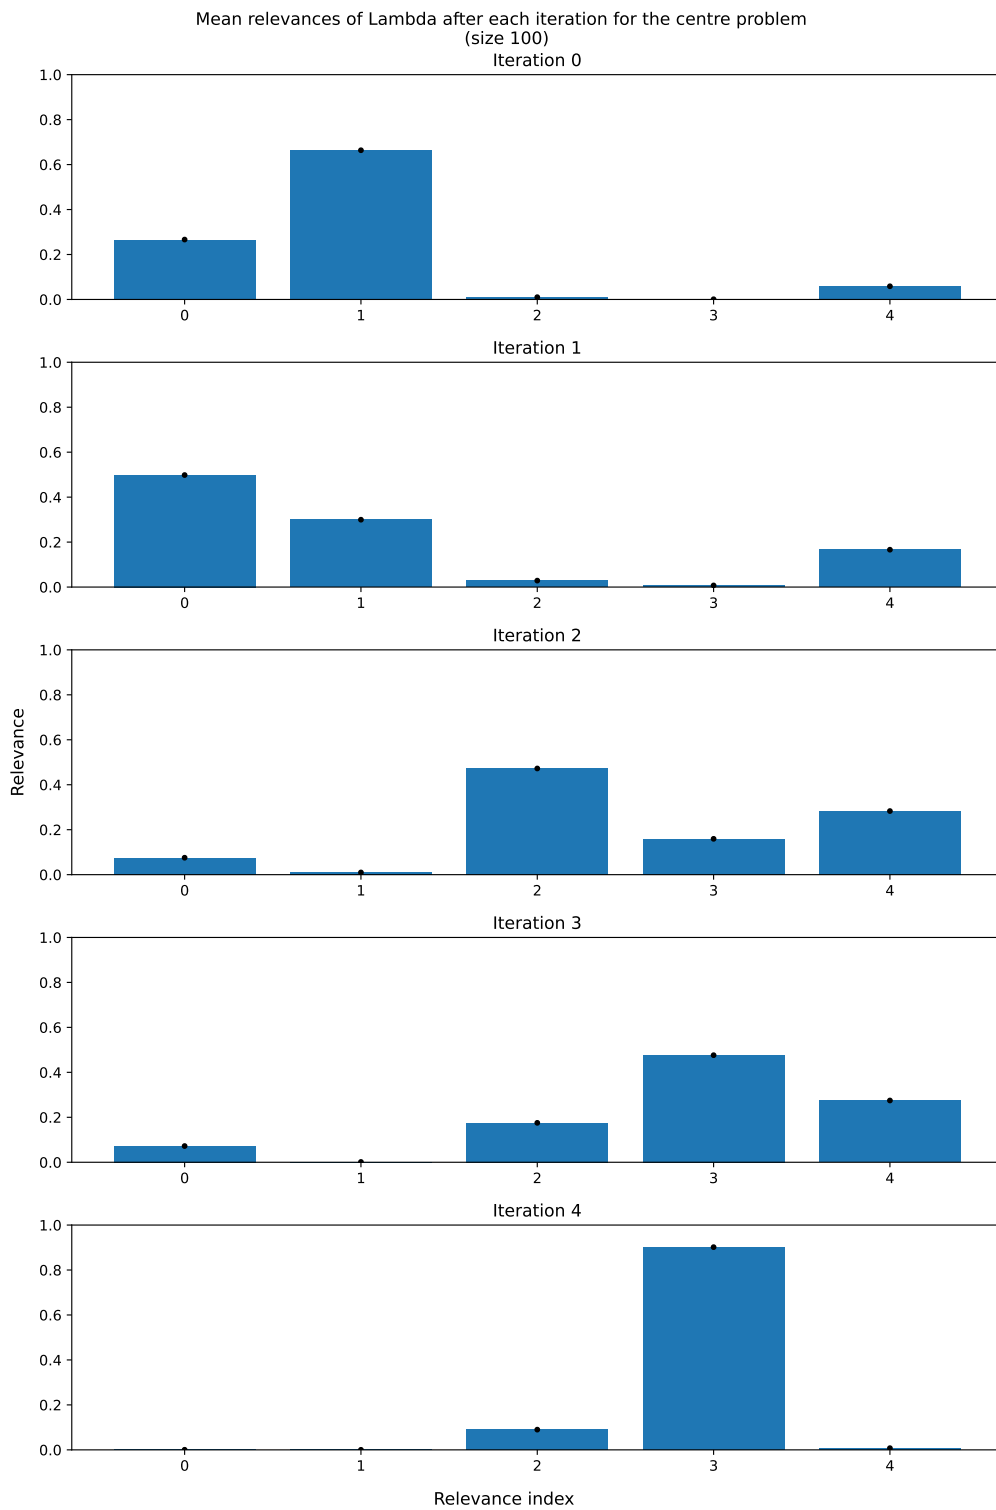 Mean relevances of Lambda after each iteration for the centre problem
(size 100)
Iteration 0
1.0
0.8
0.6
0.4
0.2
0.0
0 1 2 3 4
Iteration 1
1.0
0.8
0.6
0.4
0.2
0.0
0 1 2 3 4
Iteration 2
1.0
0.8
0.6
0.4
0.2
0.0
0 1 2 3 4
Relevance
Iteration 3
1.0
0.8
0.6
0.4
0.2
0.0
0 1 2 3 4
Iteration 4
1.0
0.8
0.6
0.4
0.2
0.0
0 1 2 3 4
Relevance index